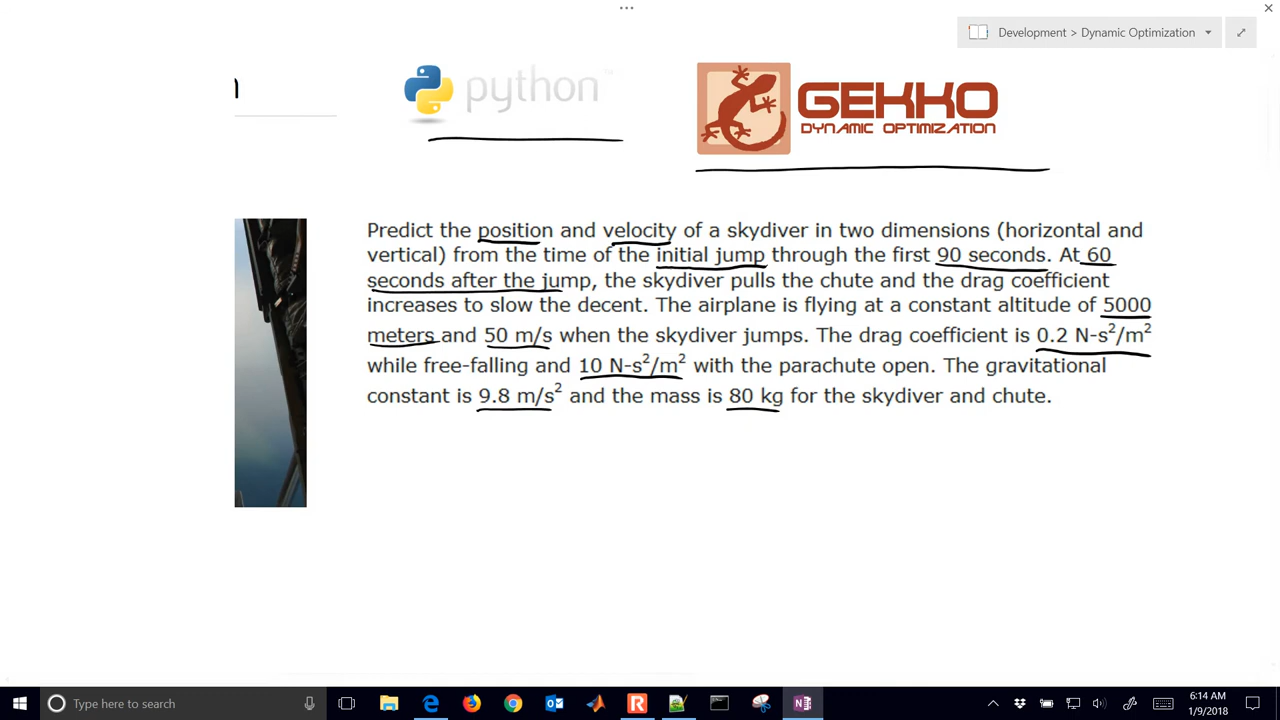 Development > Dynamic Optimization
n
python™
GEKKO
DYNAMIC OPTIMIZATION
Predict the position and velocity of a skydiver in two dimensions (horizontal and
vertical) from the time of the initial jump through the first 90 seconds. At 60
seconds after the jump, the skydiver pulls the chute and the drag coefficient
increases to slow the decent. The airplane is flying at a constant altitude of 5000
meters and 50 m/s when the skydiver jumps. The drag coefficient is 0.2 N-s²/m²
while free-falling and 10 N-s²/m² with the parachute open. The gravitational
constant is 9.8 m/s² and the mass is 80 kg for the skydiver and chute.
Type here to search
6:14 AM
1/9/2018